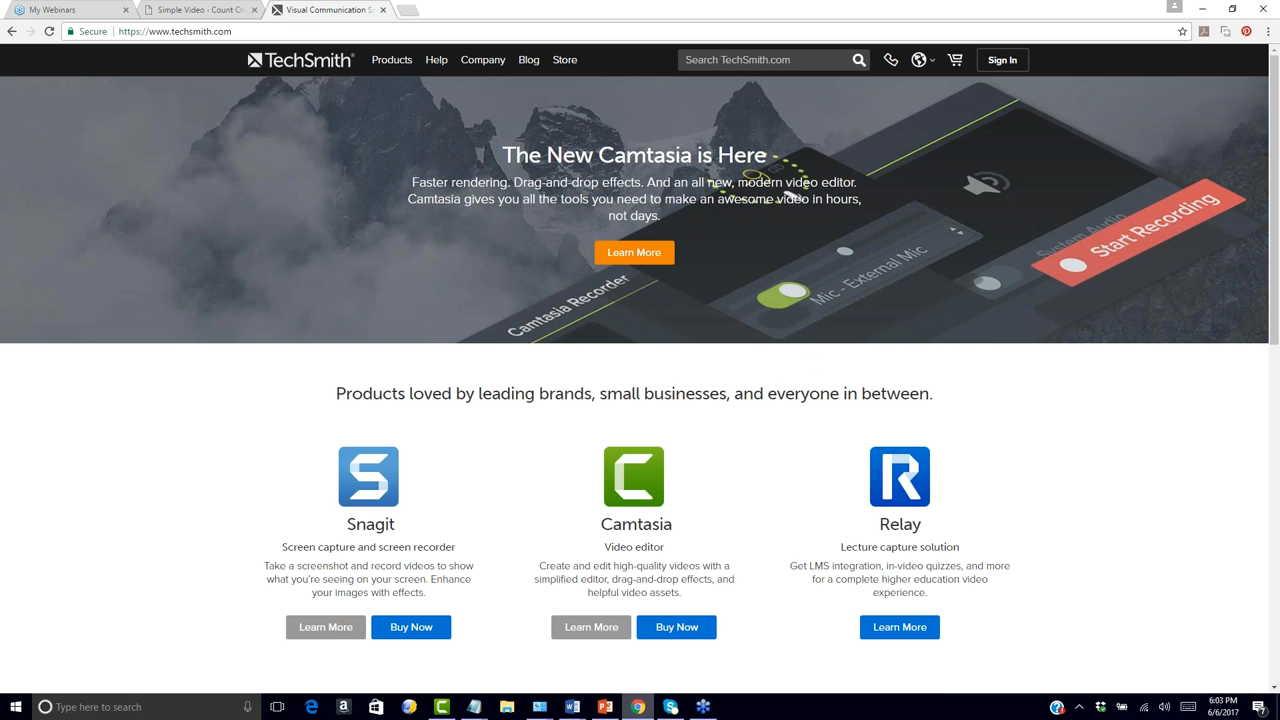 My Webinars
Simple Video - Count Ci
Visual Communication S
Secure
https://www.techsmith.com
TechSmith®
Products
Help
Company
Blog
Store
Search TechSmith.com
Sign In
The New Camtasia is Here
Faster rendering. Drag-and-drop effects. And an all new, modern video editor.
Camtasia gives you all the tools you need to make an awesome video in hours,
not days.
Learn More
Camtasia Recorder
Mic - External Mic
System Audio
Start Recording
Products loved by leading brands, small businesses, and everyone in between.
Snagit
Screen capture and screen recorder
Take a screenshot and record videos to show
what you're seeing on your screen. Enhance
your images with effects.
Learn More
Buy Now
Camtasia
Video editor
Create and edit high-quality videos with a
simplified editor, drag-and-drop effects, and
helpful video assets.
Learn More
Buy Now
Relay
Lecture capture solution
Get LMS integration, in-video quizzes, and more
for a complete higher education video
experience.
Learn More
Type here to search
6:03 PM
6/6/2017